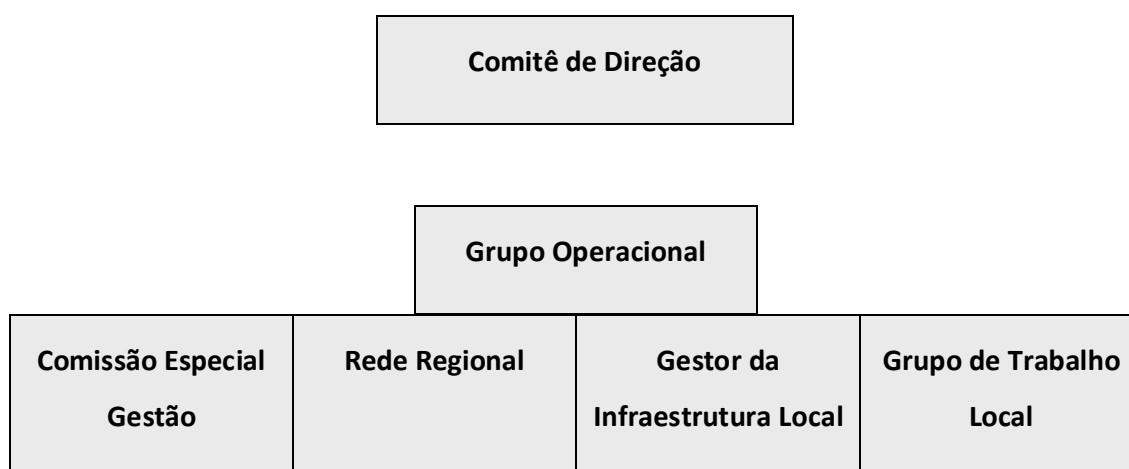 Comitê de Direção
Grupo Operacional
Comissão Especial
Gestão
Rede Regional
Gestor da
Infraestrutura Local
Grupo de Trabalho
Local